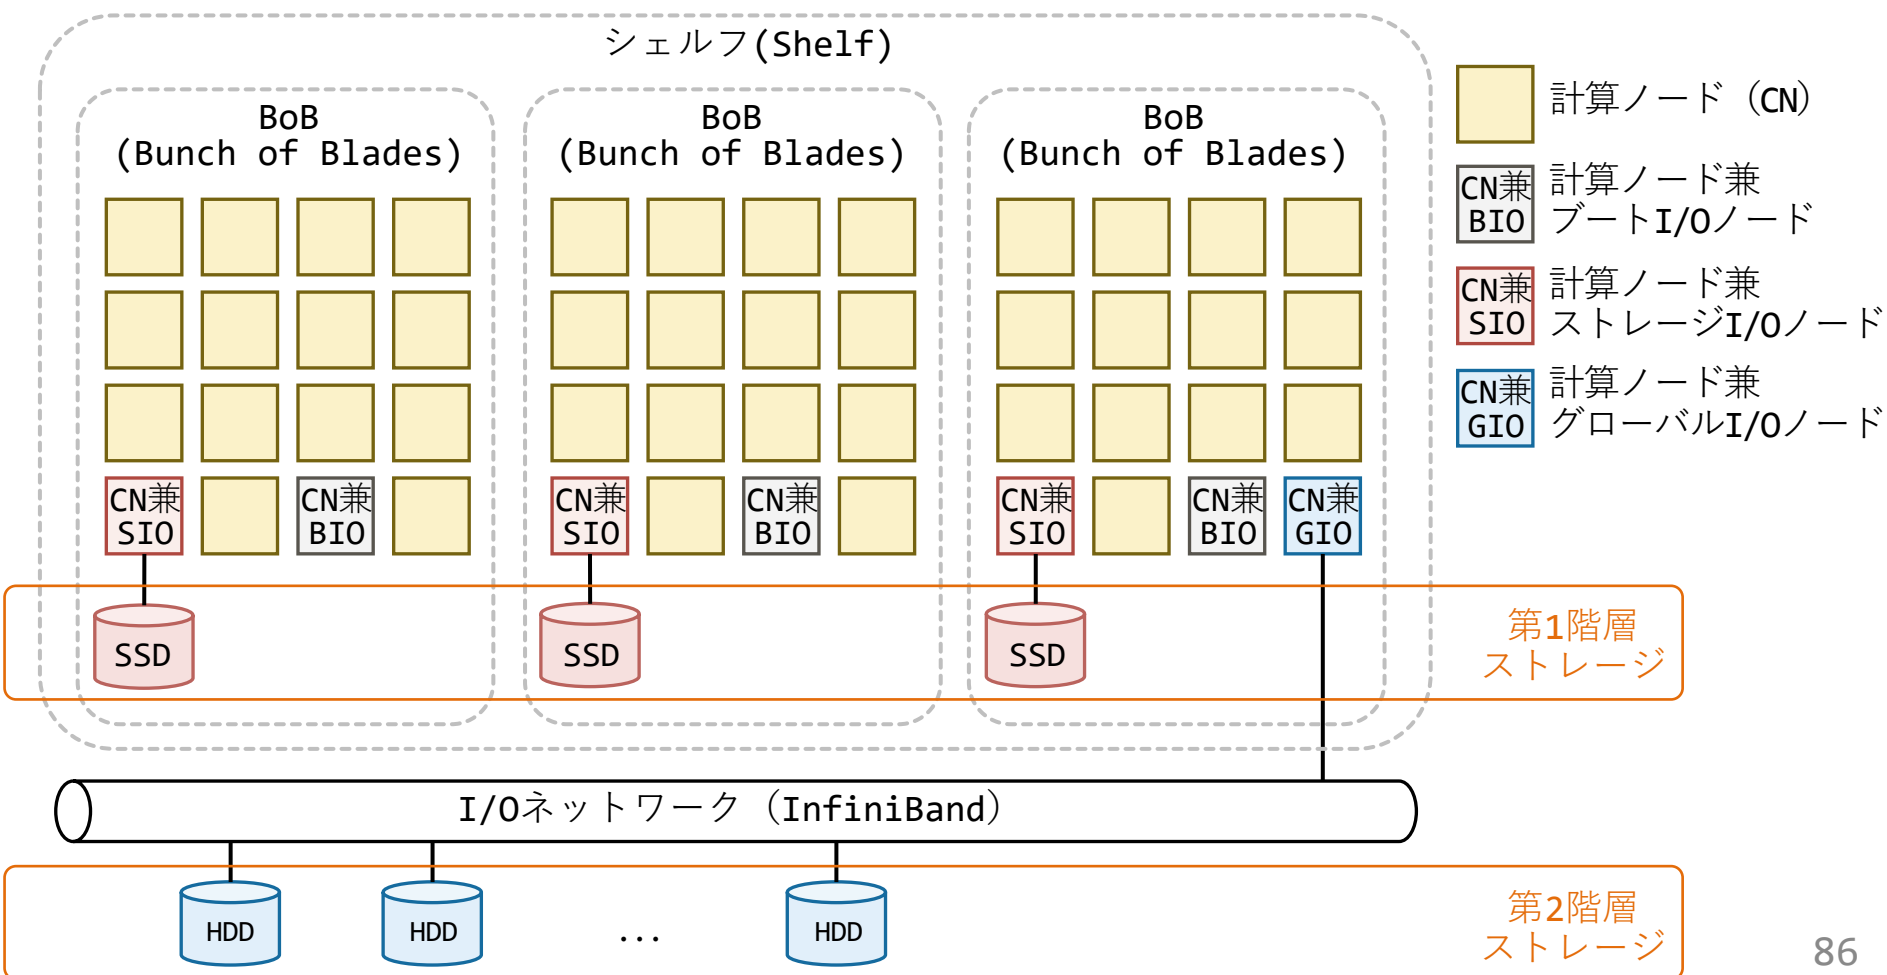 シェルフ(Shelf)
BoB
(Bunch of Blades)
BoB
(Bunch of Blades)
BoB
(Bunch of Blades)
CN兼
SIO
CN兼
BIO
CN兼
SIO
CN兼
BIO
CN兼
SIO
CN兼
BIO
CN兼
GIO
SSD
SSD
SSD
第1階層
ストレージ
I/Oネットワーク（InfiniBand）
HDD
HDD
...
HDD
第2階層
ストレージ
計算ノード（CN）
CN兼
BIO
計算ノード兼
ブートI/Oノード
CN兼
SIO
計算ノード兼
ストレージI/Oノード
CN兼
GIO
計算ノード兼
グローバルI/Oノード
86